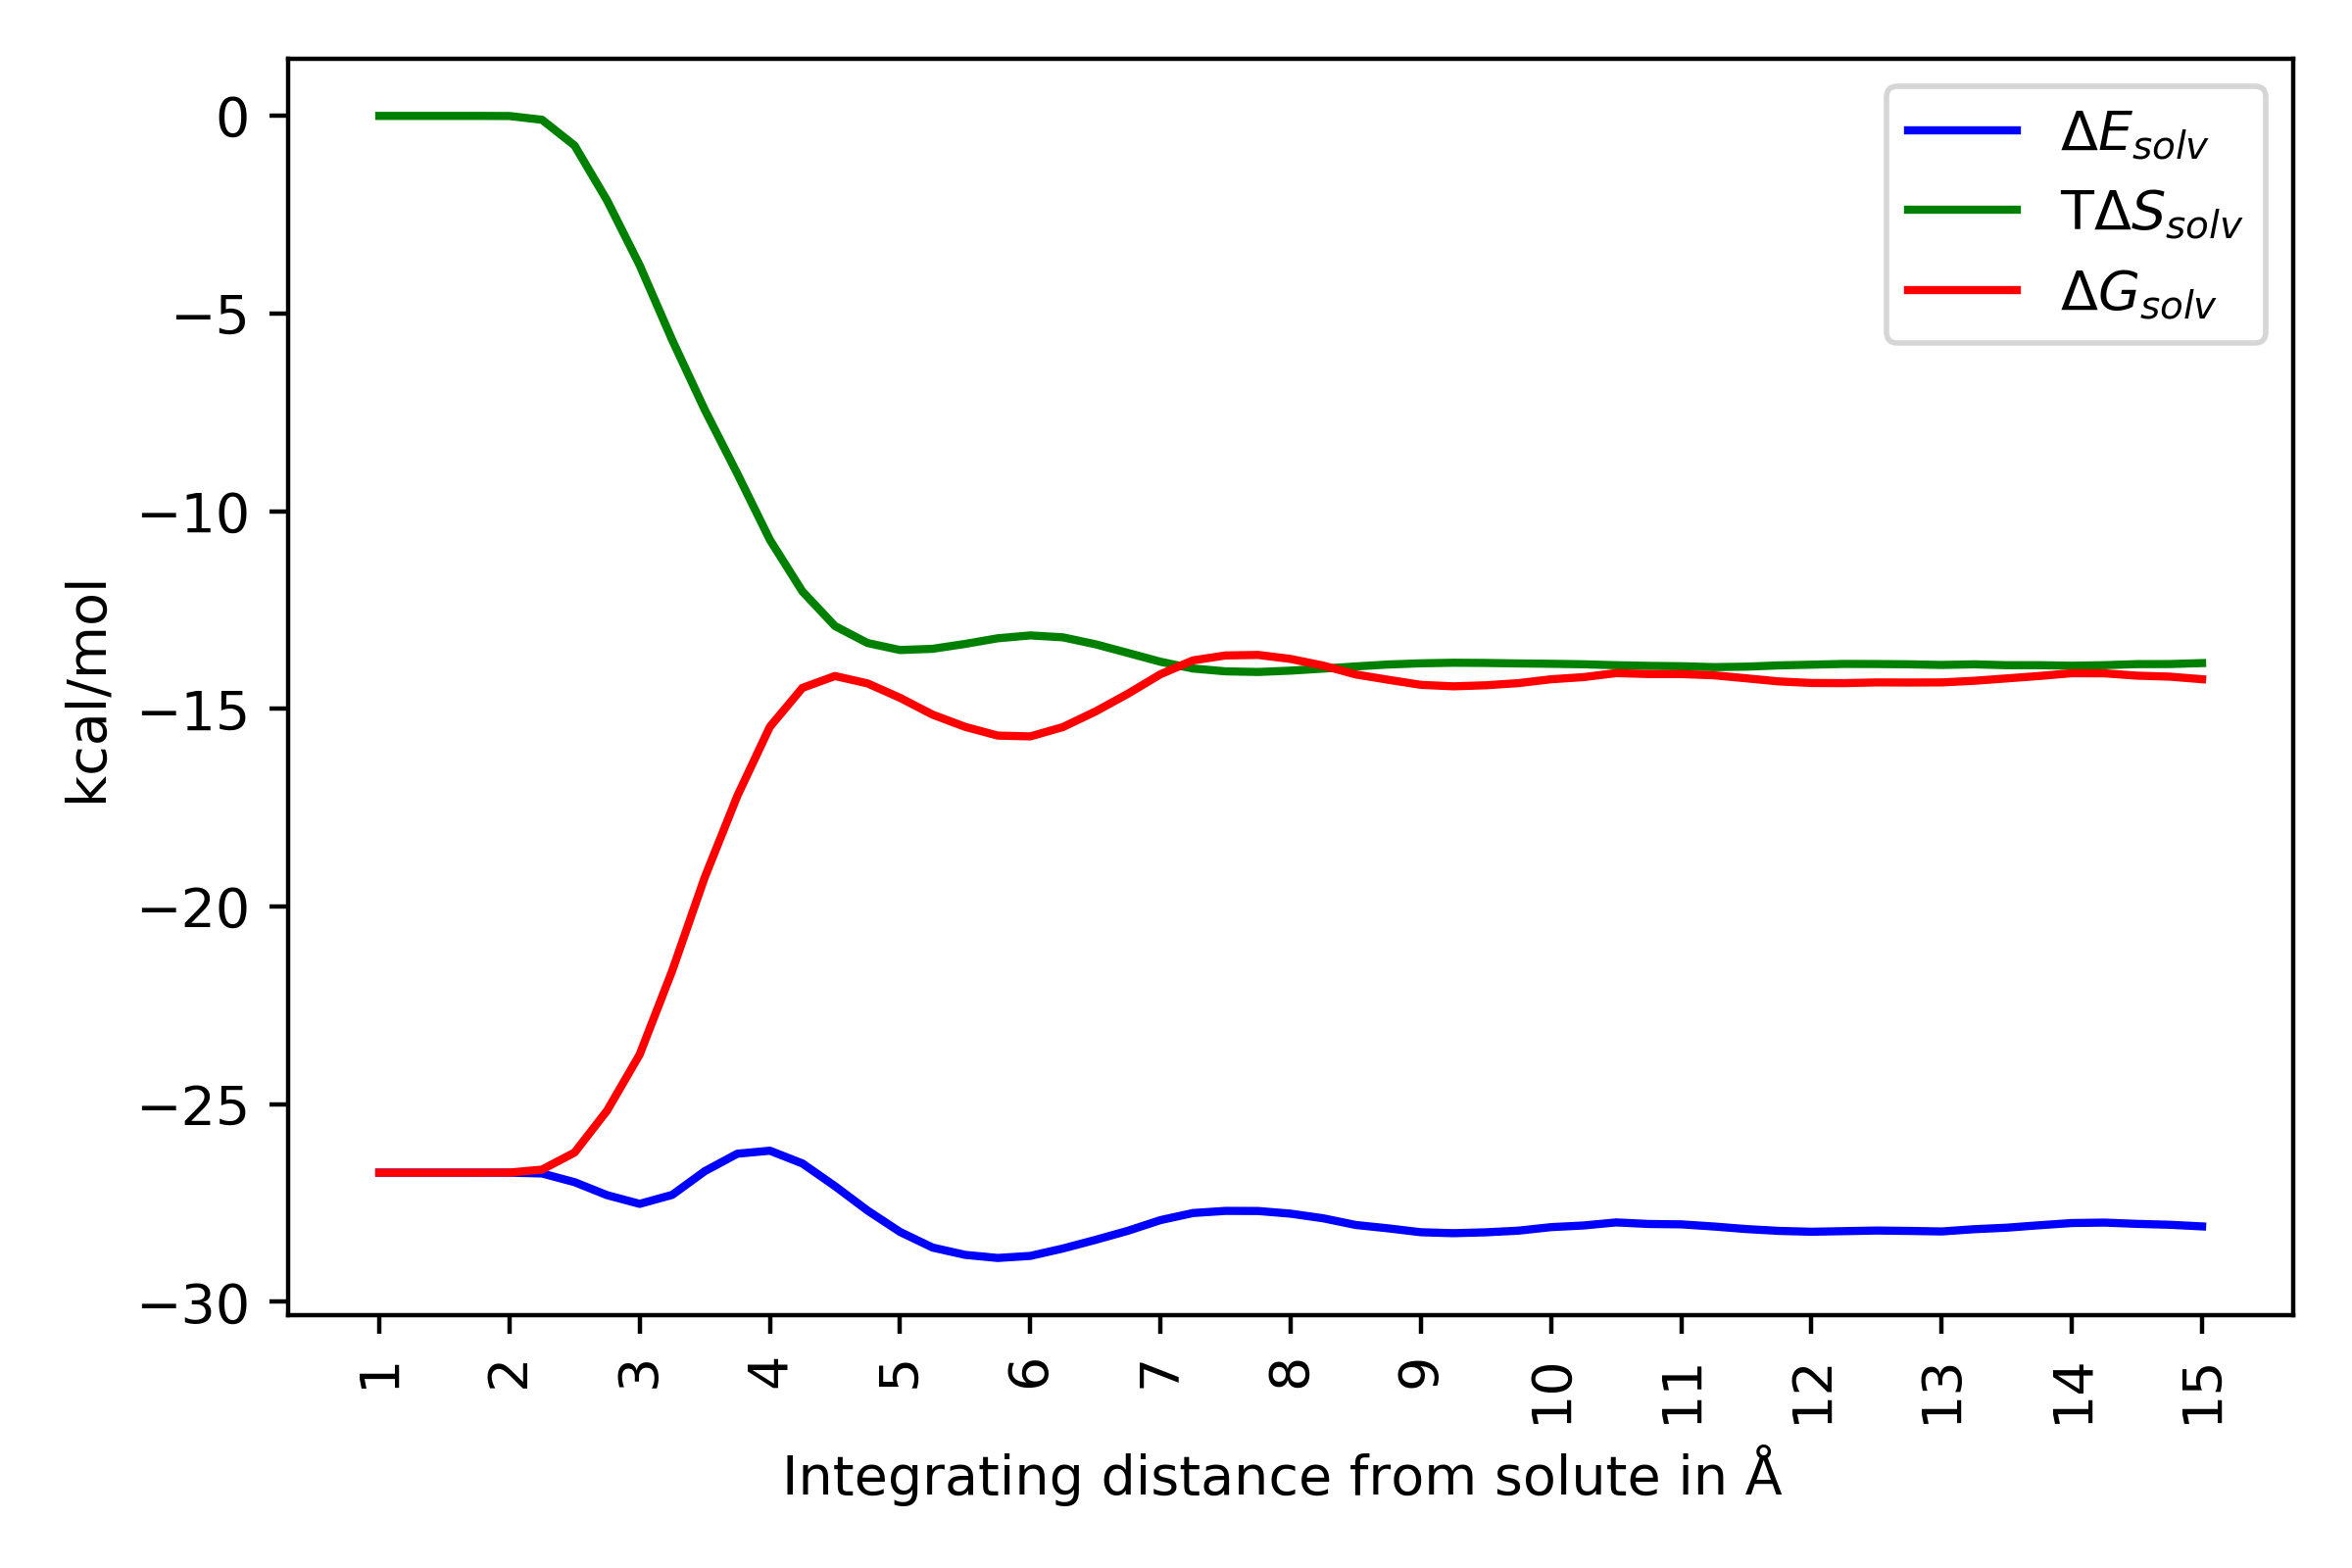 ΔE_solv
TΔS_solv
ΔG_solv
kcal/mol
0
−5
−10
−15
−20
−25
−30
1 2 3 4 5 6 7 8 9 10 11 12 13 14 15
Integrating distance from solute in Å